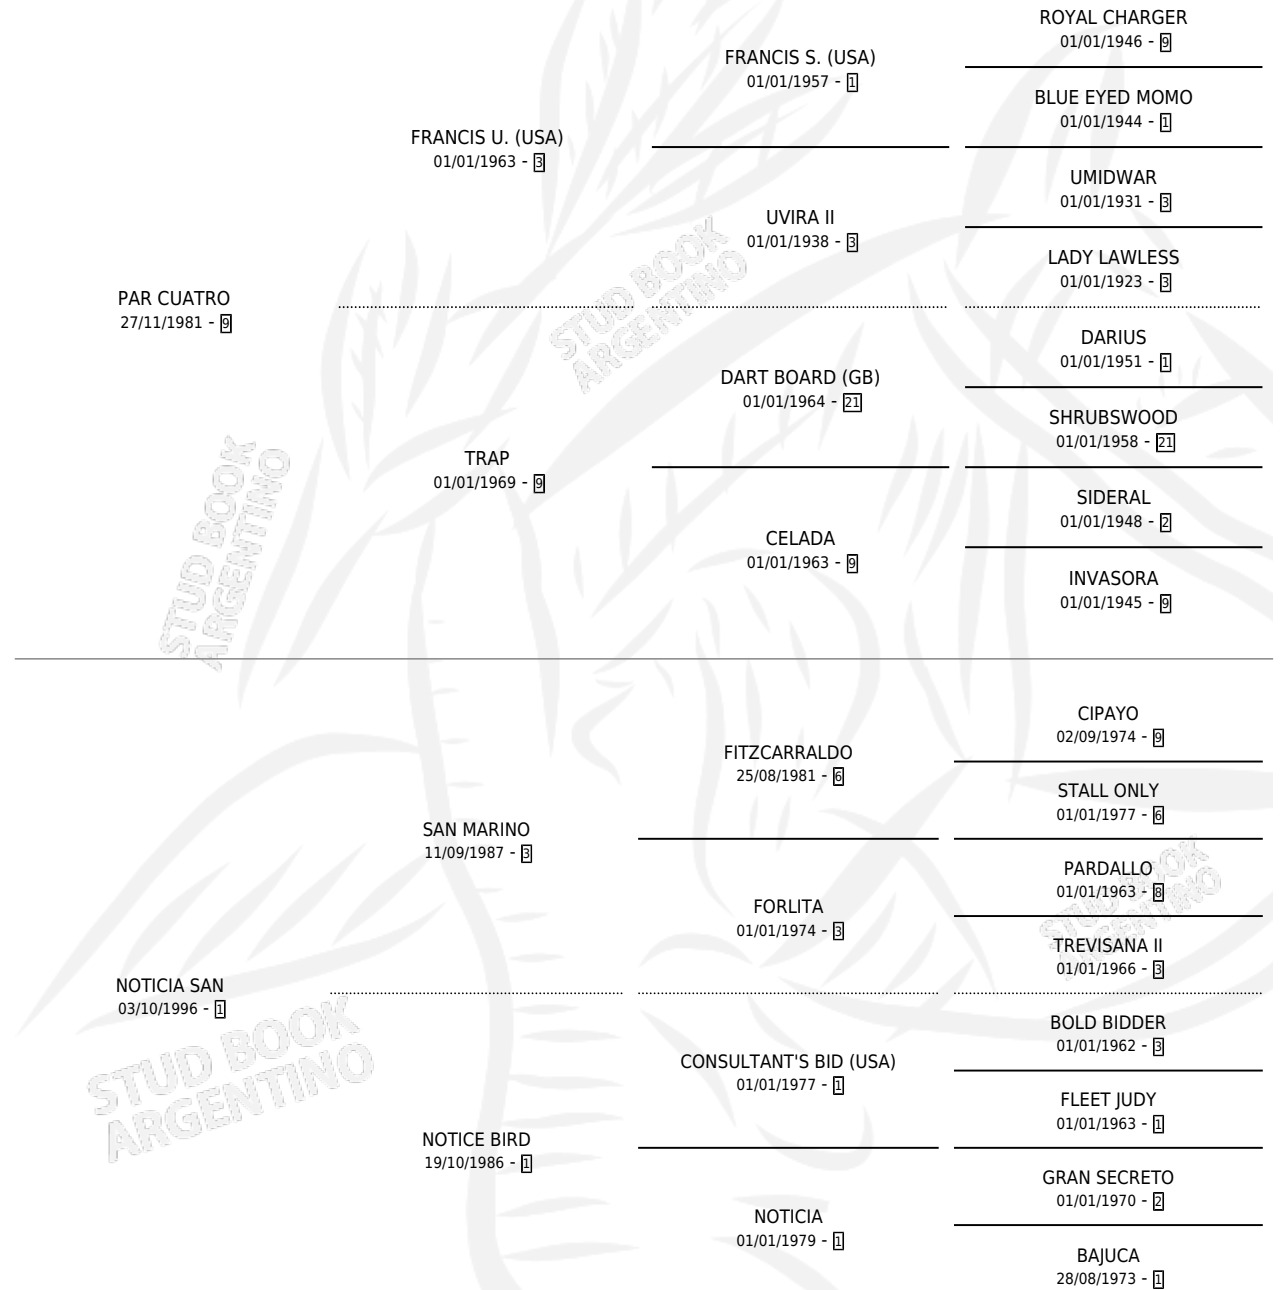 ROYAL CHARGER
01/01/1946 - 9
FRANCIS S. (USA)
01/01/1957 - 1
BLUE EYED MOMO
01/01/1944 - 1
FRANCIS U. (USA)
01/01/1963 - 3
UMIDWAR
01/01/1931 - 3
UVIRA II
01/01/1938 - 3
LADY LAWLESS
01/01/1923 - 3
PAR CUATRO
27/11/1981 - 9
STUD BOOK
ARGENTINO
DARIUS
01/01/1951 - 1
DART BOARD (GB)
01/01/1964 - 21
SHRUBSWOOD
01/01/1958 - 21
TRAP
01/01/1969 - 9
SIDERAL
01/01/1948 - 2
CELADA
01/01/1963 - 9
INVASORA
01/01/1945 - 9
STUD BOOK
ARGENTINO
CIPAYO
02/09/1974 - 9
FITZCARRALDO
25/08/1981 - 6
STALL ONLY
01/01/1977 - 6
SAN MARINO
11/09/1987 - 3
PARDALLO
01/01/1963 - 8
FORLITA
01/01/1974 - 3
STUD BOOK
ARGENTINO
TREVISANA II
01/01/1966 - 3
NOTICIA SAN
03/10/1996 - 1
BOLD BIDDER
01/01/1962 - 3
CONSULTANT'S BID (USA)
01/01/1977 - 1
STUD BOOK
ARGENTINO
FLEET JUDY
01/01/1963 - 1
NOTICE BIRD
19/10/1986 - 1
GRAN SECRETO
01/01/1970 - 2
NOTICIA
01/01/1979 - 1
BAJUCA
28/08/1973 - 1